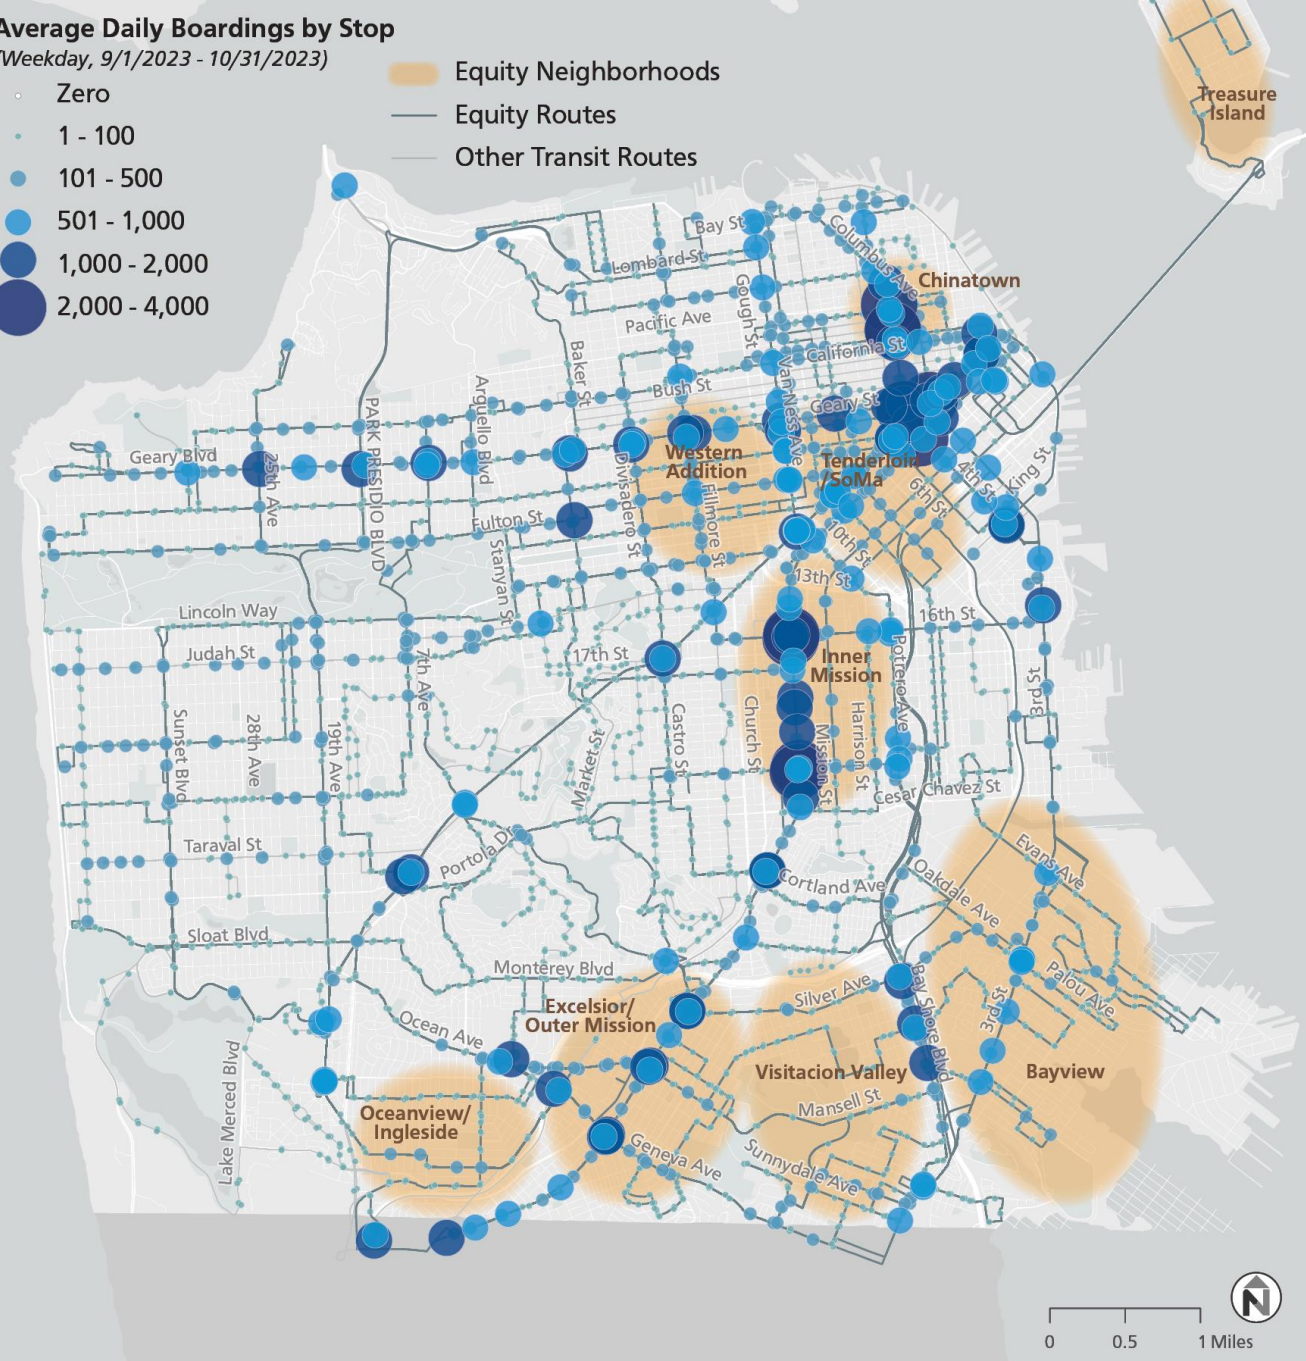 Average Daily Boardings by Stop
(Weekday, 9/1/2023 - 10/31/2023)
Zero
1 - 100
101 - 500
501 - 1,000
1,000 - 2,000
2,000 - 4,000
Equity Neighborhoods
Equity Routes
Other Transit Routes
Treasure
Island
Bay St
Columbus Ave
Lombard St
Chinatown
Gough St
Pacific Ave
California St
Baker St
Van Ness Ave
Bush St
Arguello Blvd
PARK PRESIDIO BLVD
Geary St
Geary Blvd
25th Ave
Divisadero St
Western
Addition
Tenderloin
/SoMa
4th St
King St
6th St
Fillmore St
Fulton St
10th St
Stanyan St
13th St
Lincoln Way
16th St
Judah St
17th St
7th Ave
Inner
Mission
Potrero Ave
3rd St
Sunset Blvd
28th Ave
19th Ave
Castro St
Church St
Mission St
Harrison St
Market St
Cesar Chavez St
Taraval St
Portola Dr
Evans Ave
Cortland Ave
Oakdale Ave
Sloat Blvd
Monterey Blvd
Silver Ave
Bay Shore Blvd
Palou Ave
3rd St
Excelsior/
Outer Mission
Ocean Ave
Visitacion Valley
Bayview
Lake Merced Blvd
Oceanview/
Ingleside
Mansell St
Geneva Ave
Sunnydale Ave
N
0 0.5 1 Miles